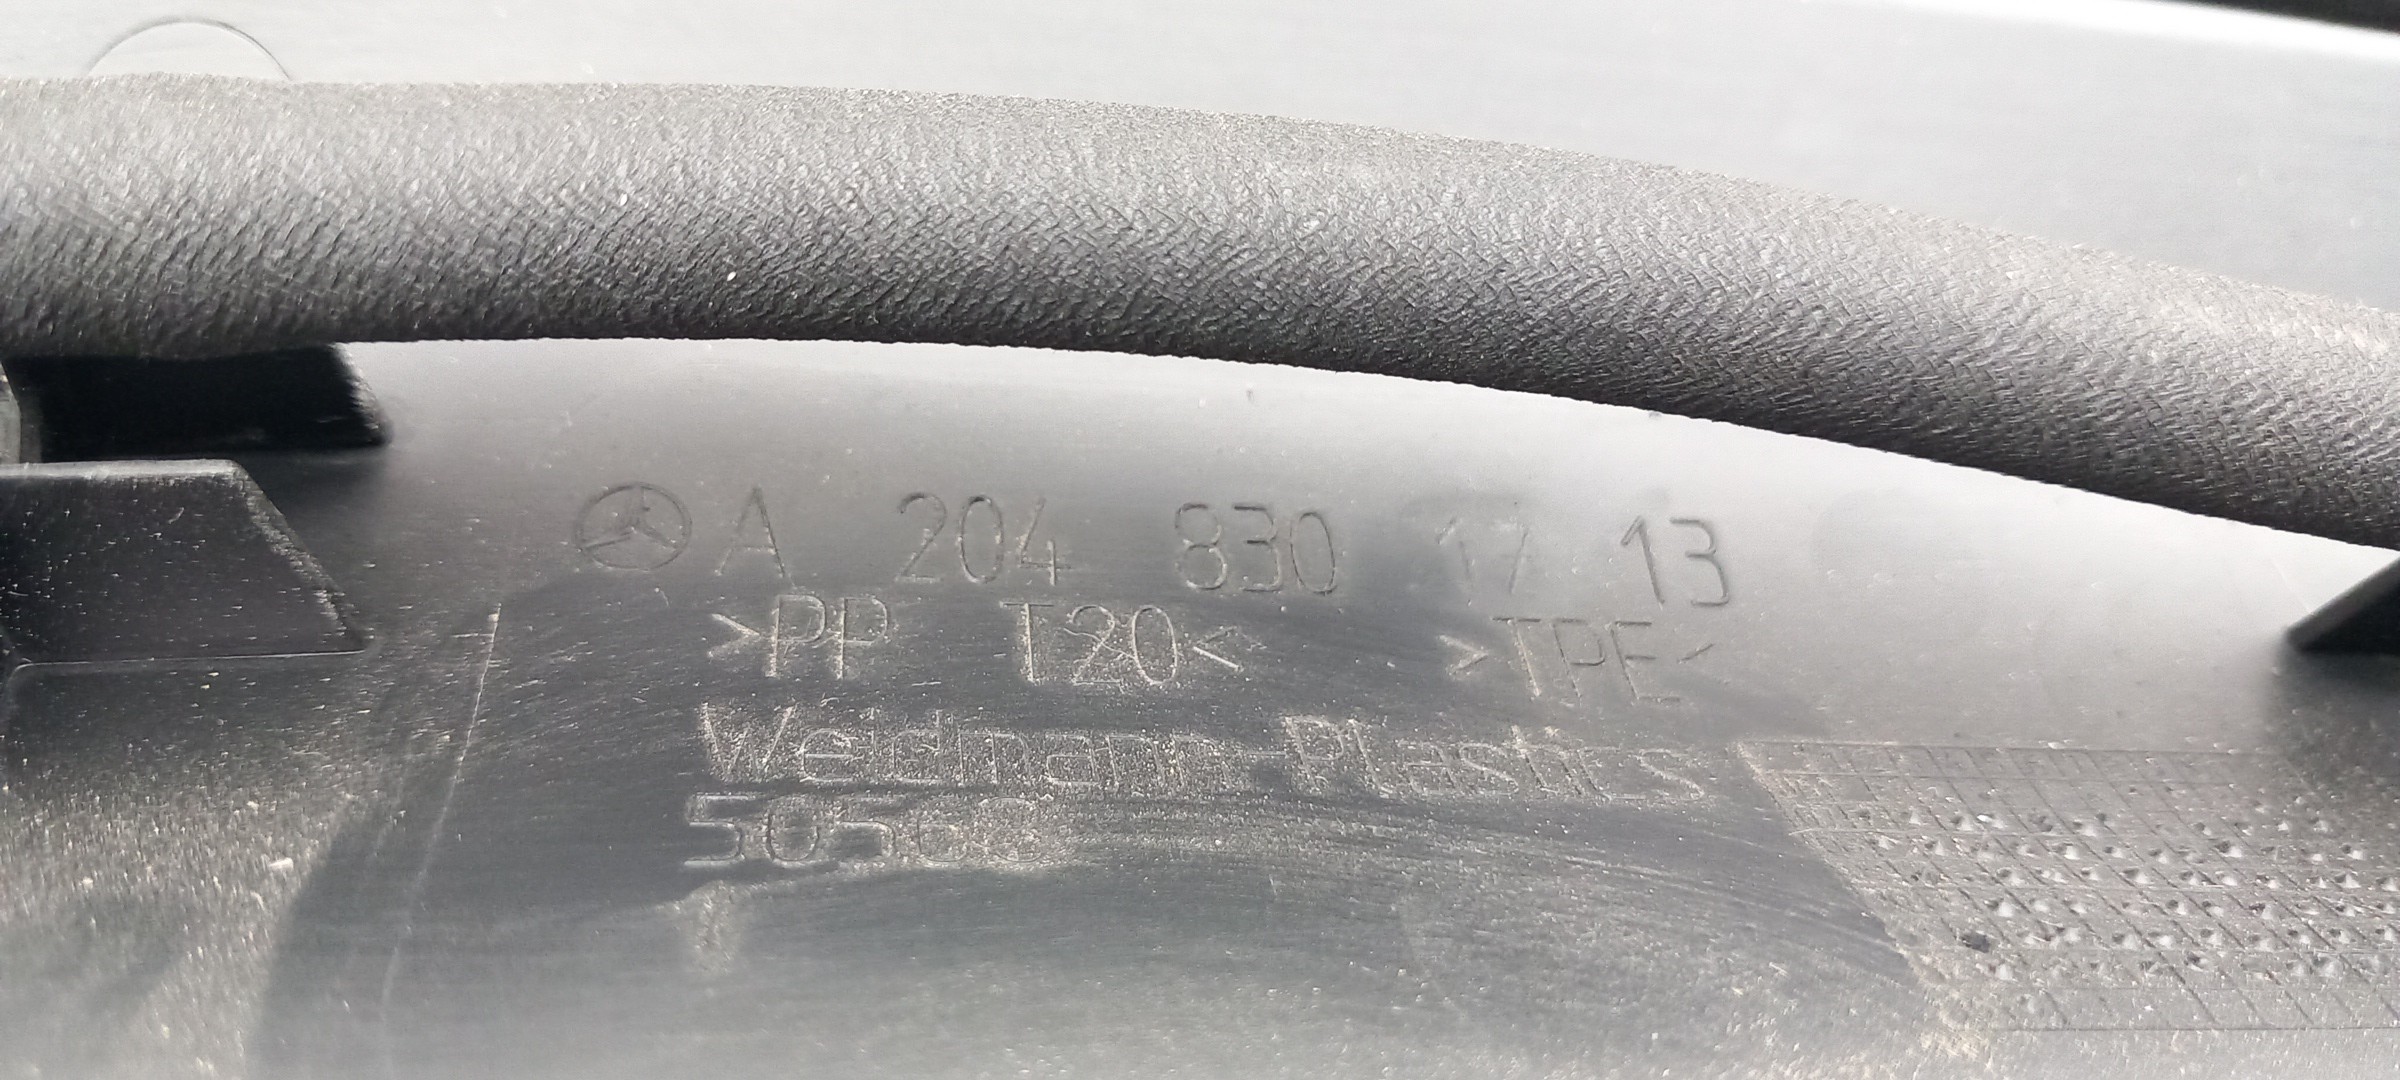 A 204 830 17 13
>PP T20< >TPE<
Weidmann-Plastics